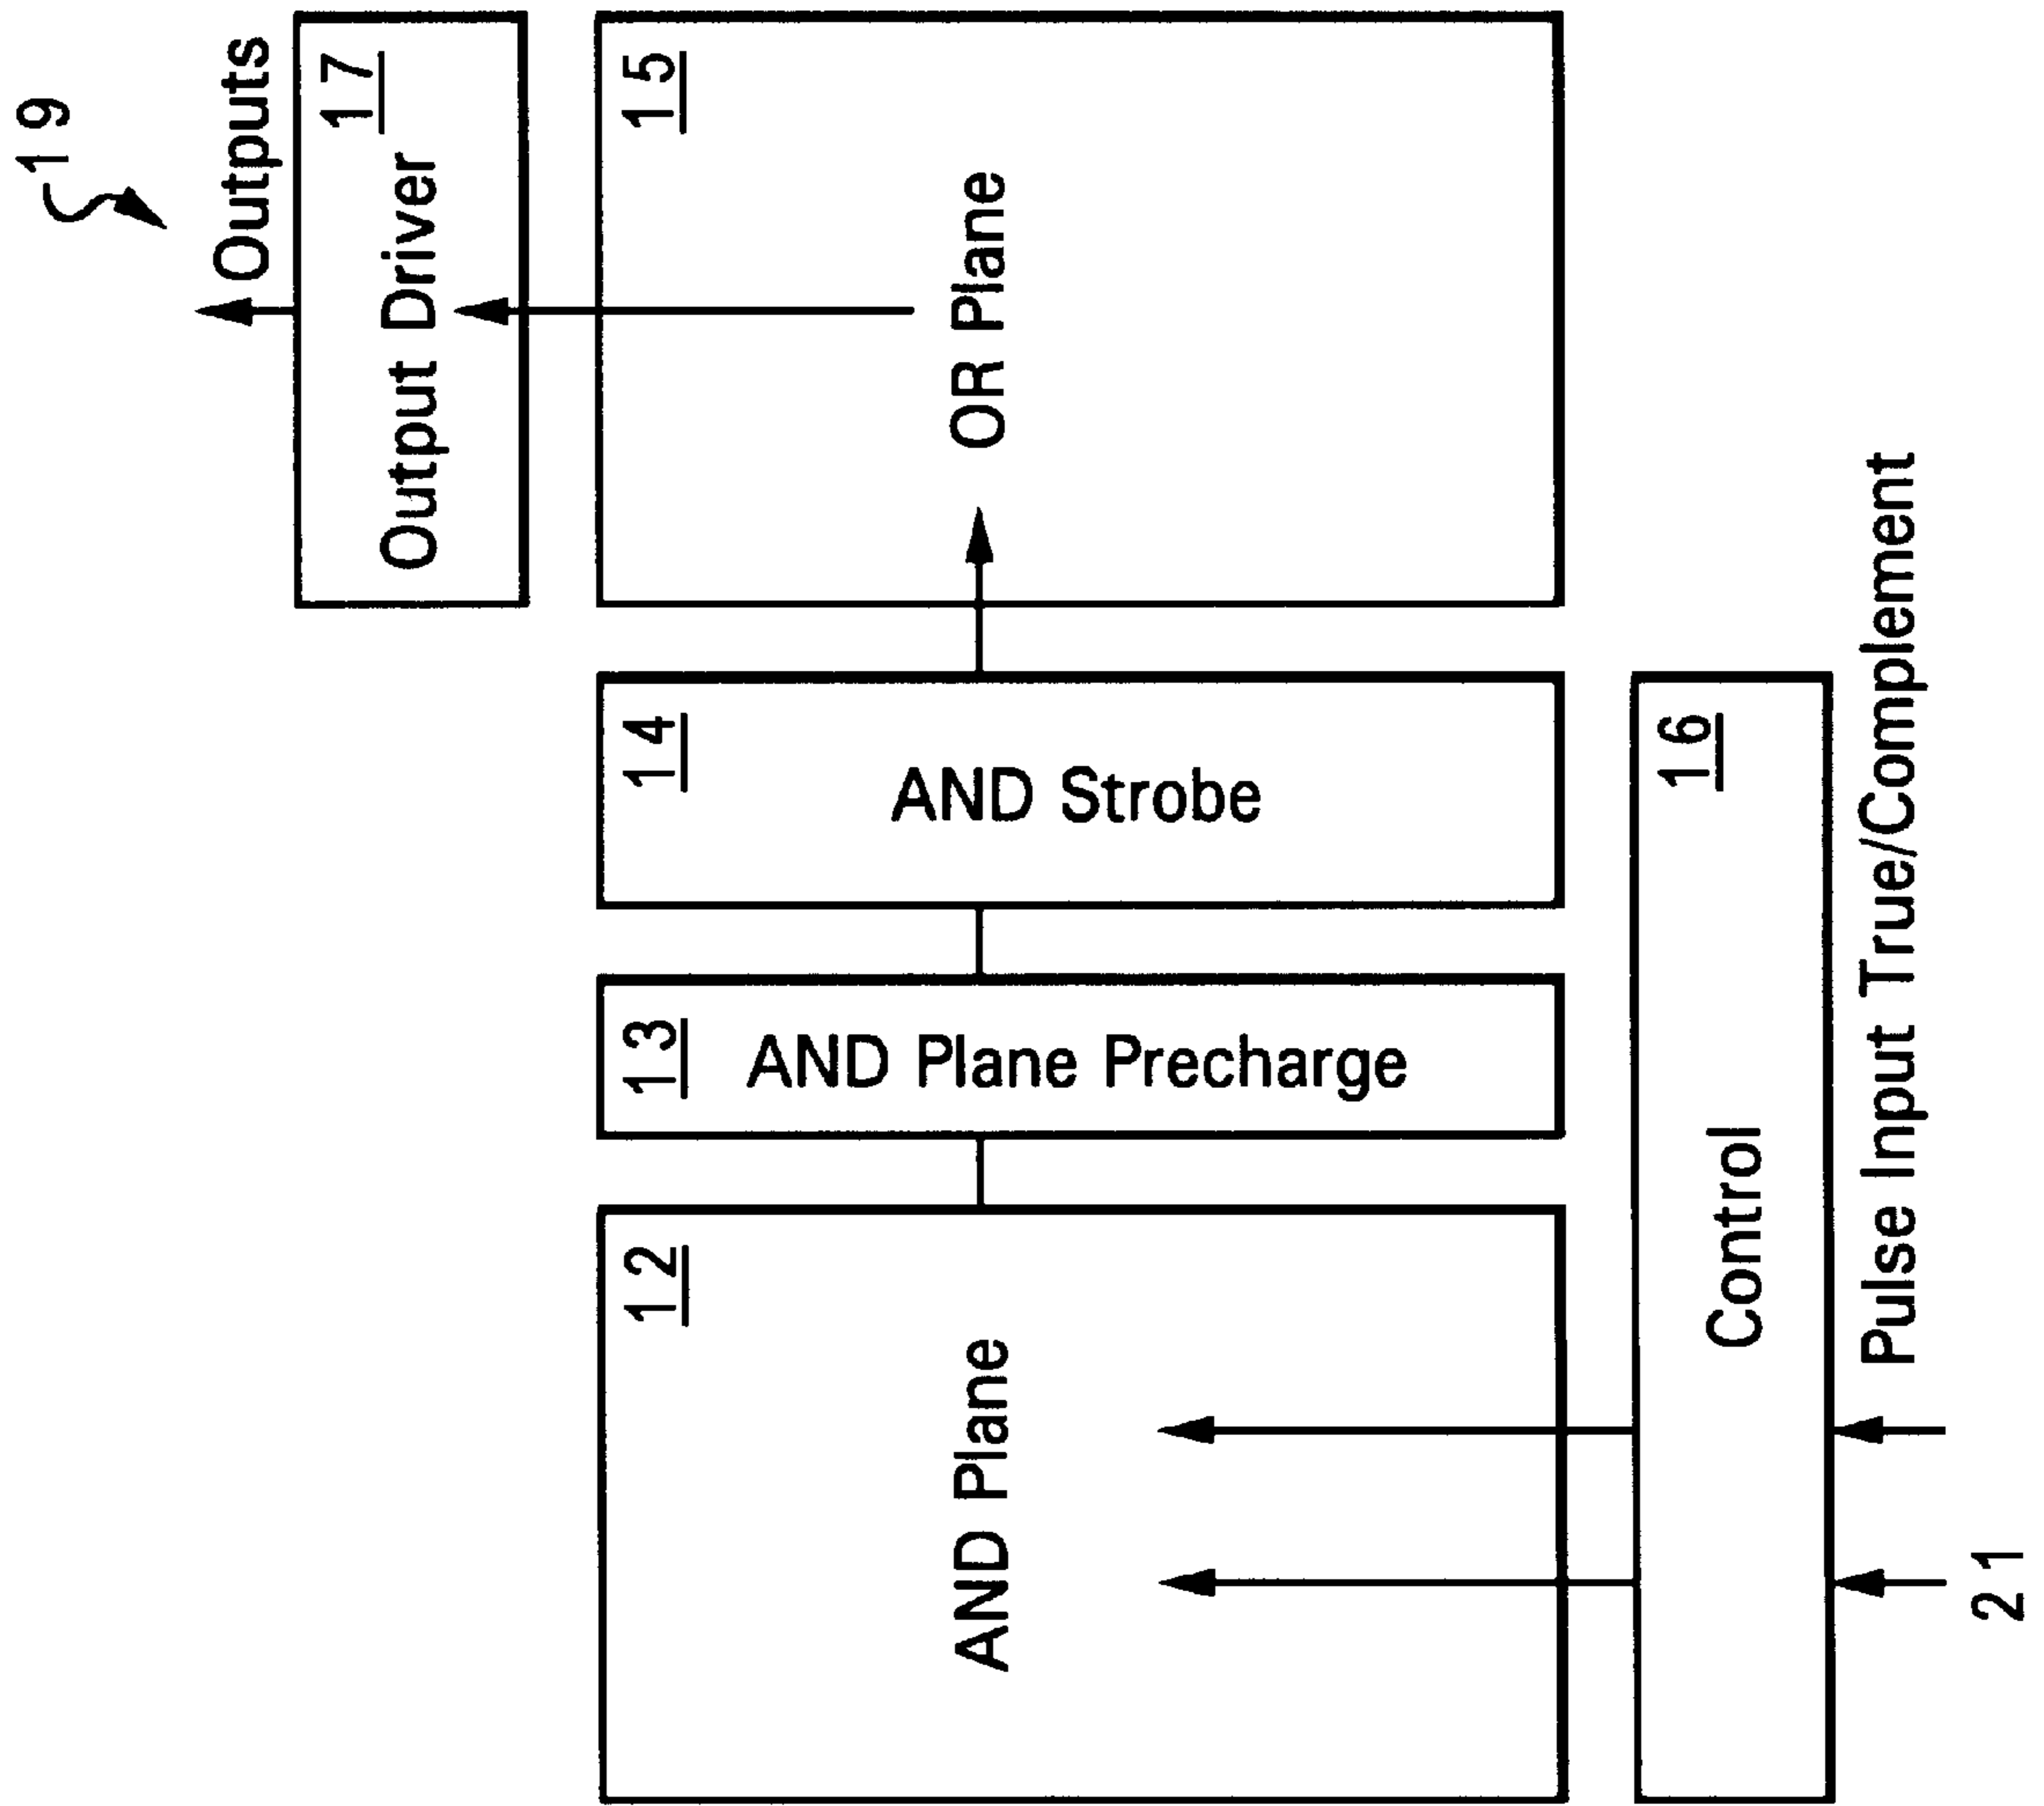 19
Outputs
17
Output Driver
15
OR Plane
14
AND Strobe
13
AND Plane Precharge
12
AND Plane
16
Control
Pulse Input True/Complement
21